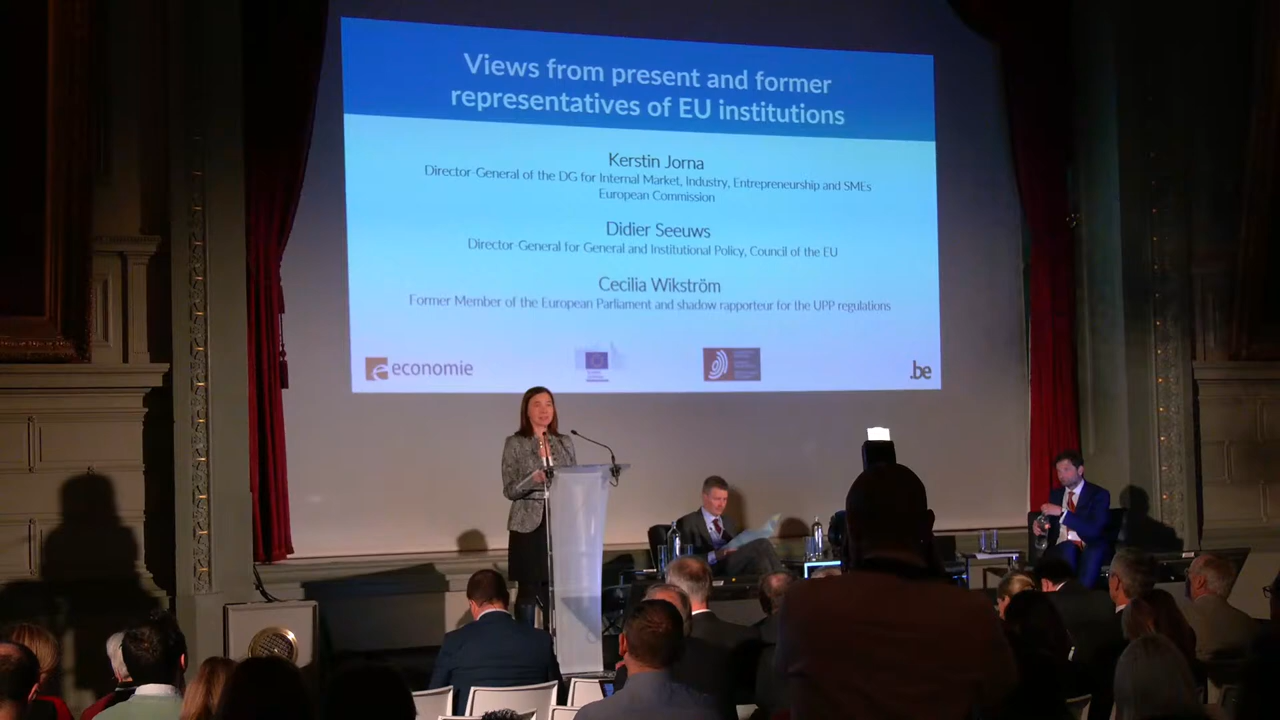 Views from present and former
representatives of EU institutions
Kerstin Jorna
Director-General of the DG for Internal Market, Industry, Entrepreneurship and SMEs
European Commission
Didier Seeuws
Director-General for General and Institutional Policy, Council of the EU
Cecilia Wikström
Former Member of the European Parliament and shadow rapporteur for the UPP regulations
economie
.be